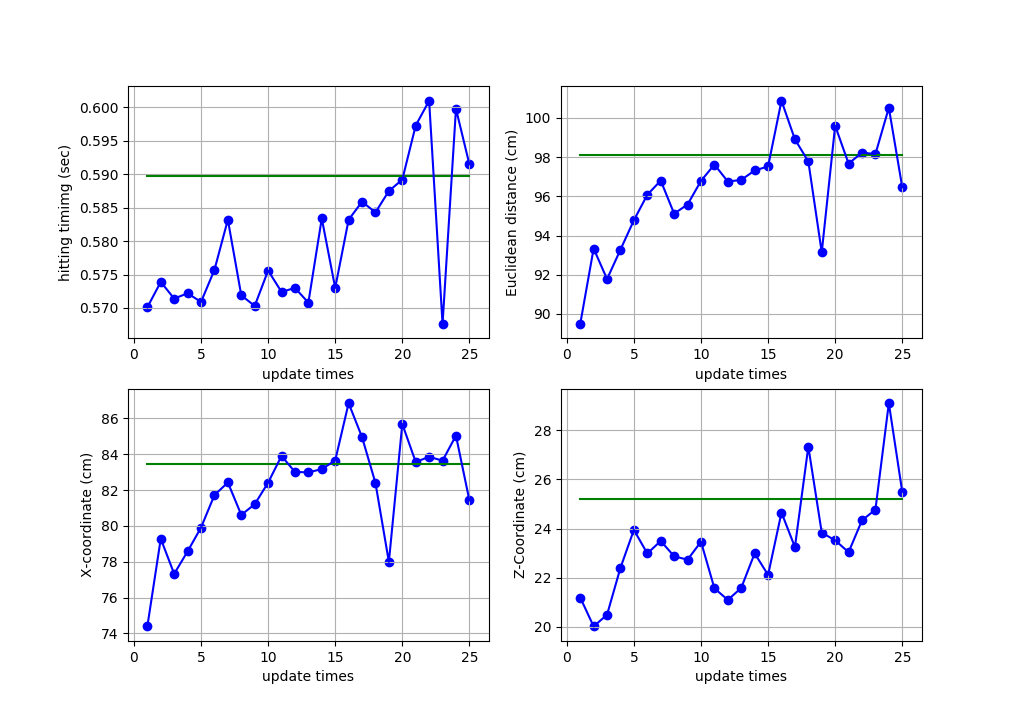 hitting timimg (sec)
0.600
0.595
0.590
0.585
0.580
0.575
0.570
0 5 10 15 20 25
update times
Euclidean distance (cm)
100
98
96
94
92
90
0 5 10 15 20 25
update times
X-coordinate (cm)
86
84
82
80
78
76
74
0 5 10 15 20 25
update times
Z-Coordinate (cm)
28
26
24
22
20
0 5 10 15 20 25
update times